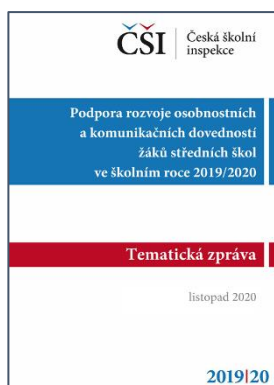 ČŠI
Česká školní
inspekce
Podpora rozvoje osobnostních
a komunikačních dovedností
žáků středních škol
ve školním roce 2019/2020
Tematická zpráva
listopad 2020
2019|20